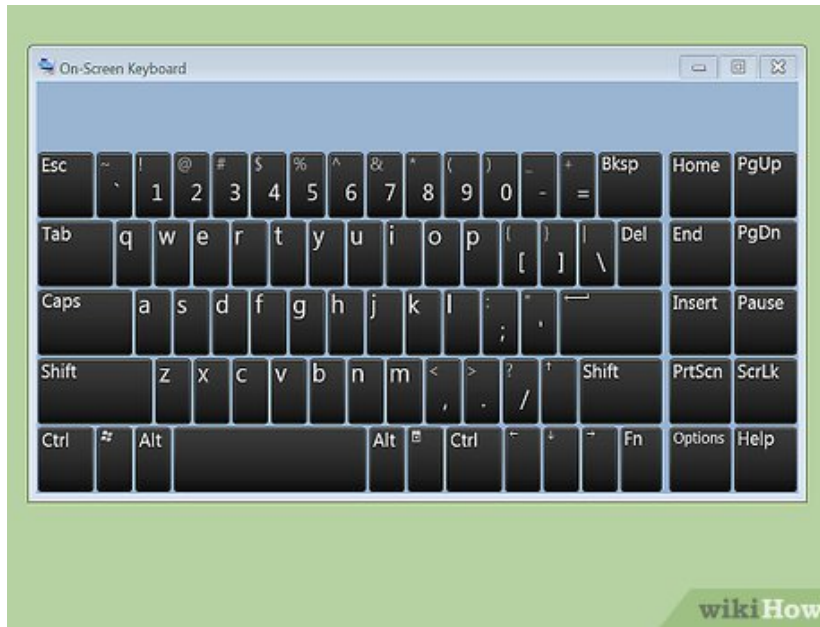 On-Screen Keyboard
Esc ~ ` ! 1 @ 2 # 3 $ 4 % 5 ^ 6 & 7 * 8 ( 9 ) 0 _ - + = Bksp Home PgUp
Tab q w e r t y u i o p { [ } ] | \ Del End PgDn
Caps a s d f g h j k l : ; " ' Insert Pause
Shift z x c v b n m < , > . ? / ↑ Shift PrtScn ScrLk
Ctrl Alt Alt Ctrl ← ↓ → Fn Options Help
wikiHow